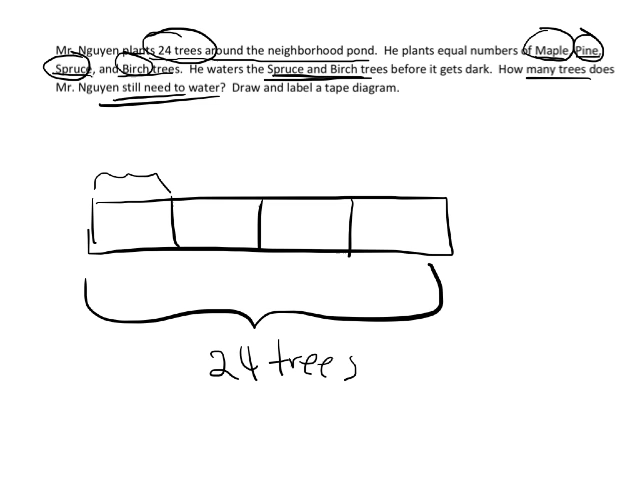 Mr. Nguyen plants 24 trees around the neighborhood pond. He plants equal numbers of Maple, Pine,
Spruce, and Birch trees. He waters the Spruce and Birch trees before it gets dark. How many trees does
Mr. Nguyen still need to water? Draw and label a tape diagram.
24 trees